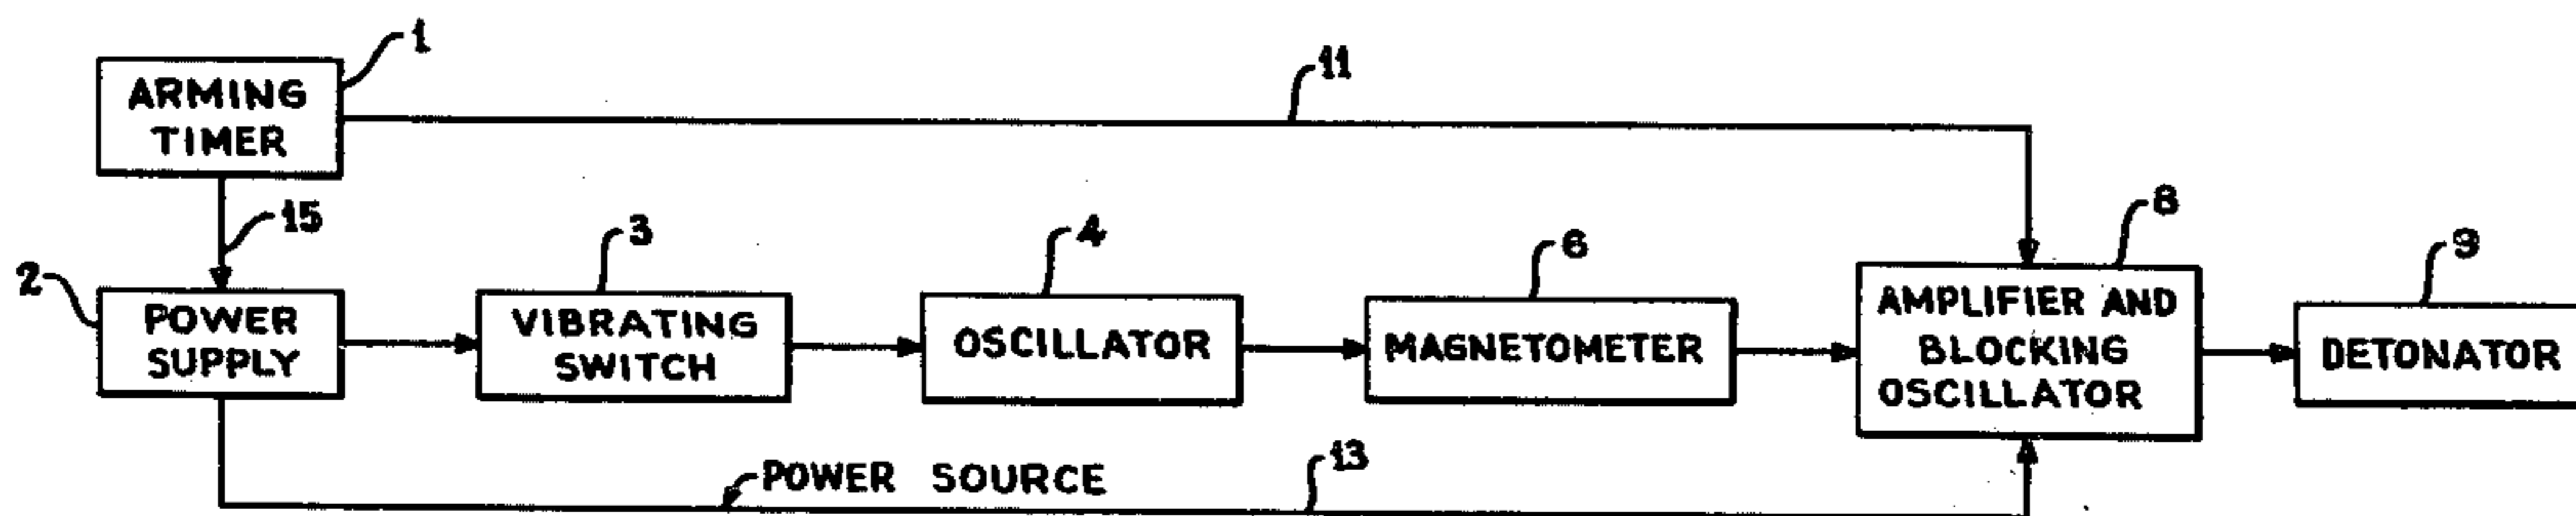 1
11
ARMING
TIMER
15
8
2
3
4
6
9
POWER
SUPPLY
VIBRATING
SWITCH
OSCILLATOR
MAGNETOMETER
AMPLIFIER AND
BLOCKING
OSCILLATOR
DETONATOR
POWER SOURCE
13